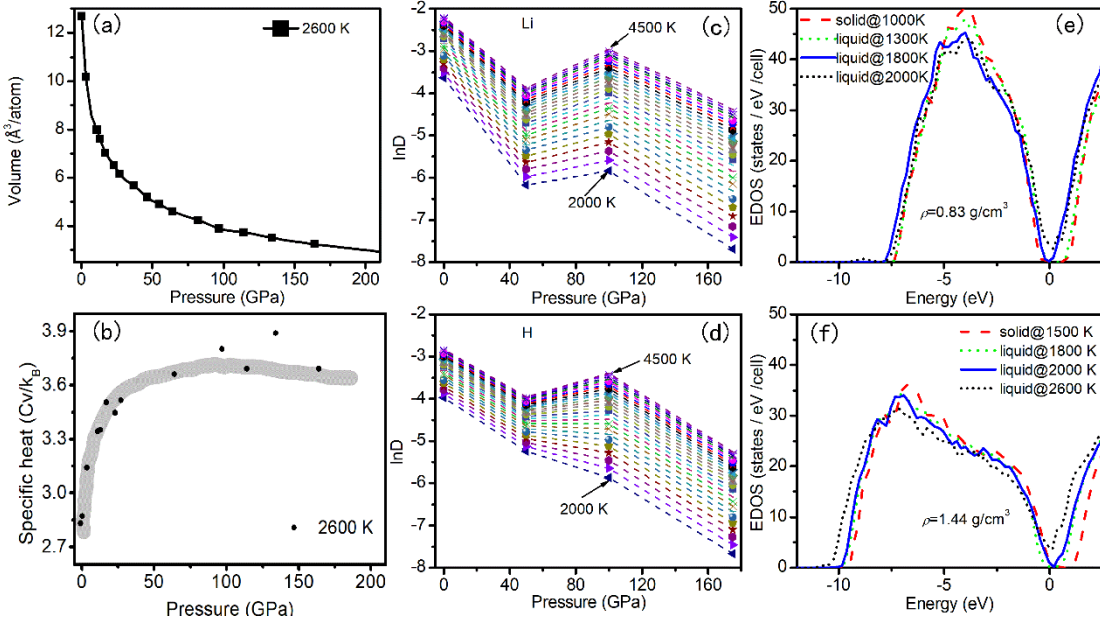 (a)
2600 K
Volume (Å³/atom)
12
10
8
6
4
0 50 100 150 200
Pressure (GPa)
(b)
Specific heat (Cv/k_B)
3.9
3.6
3.3
3.0
2.7
2600 K
0 50 100 150 200
Pressure (GPa)
(c)
Li
4500 K
2000 K
lnD
-2
-3
-4
-5
-6
-7
-8
0 40 80 120 160
Pressure (GPa)
(d)
H
4500 K
2000 K
lnD
-2
-3
-4
-5
-6
-7
-8
0 40 80 120 160
Pressure (GPa)
(e)
solid@1000K
liquid@1300K
liquid@1800K
liquid@2000K
ρ=0.83 g/cm³
EDOS (states / eV /cell)
50
40
30
20
10
0
-10 -5 0
Energy (eV)
(f)
solid@1500 K
liquid@1800 K
liquid@2000 K
liquid@2600 K
ρ=1.44 g/cm³
EDOS (states / eV /cell)
50
40
30
20
10
0
-10 -5 0
Energy (eV)